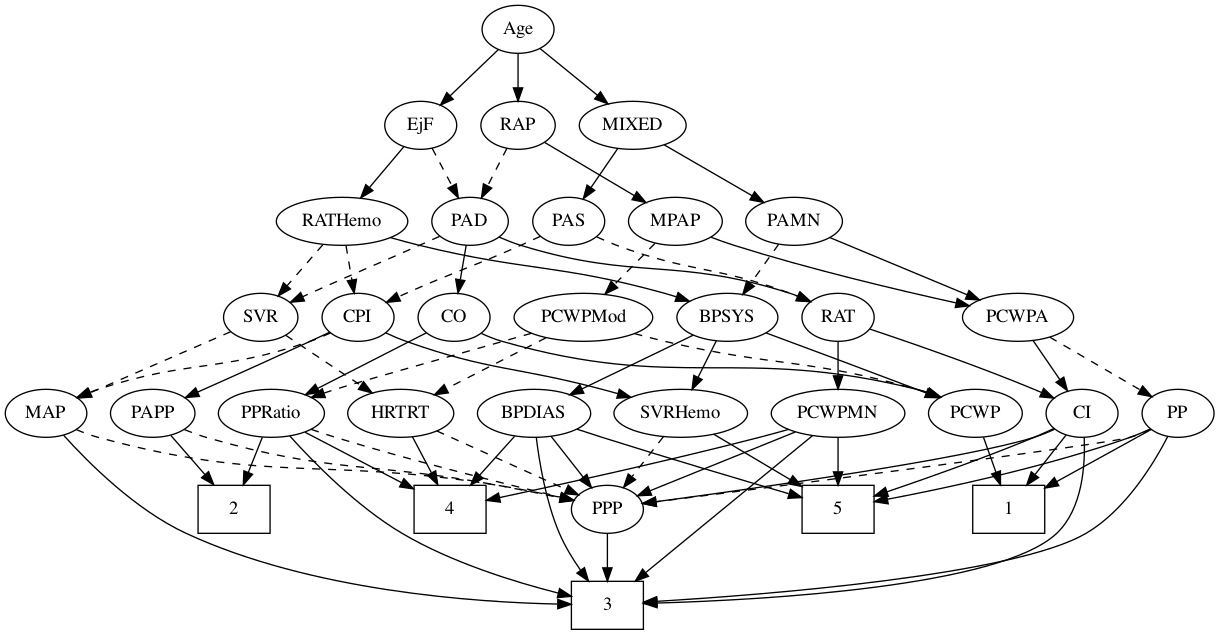 Age
EjF
RAP
MIXED
RATHemo
PAD
PAS
MPAP
PAMN
SVR
CPI
CO
PCWPMod
BPSYS
RAT
PCWPA
MAP
PAPP
PPRatio
HRTRT
BPDIAS
SVRHemo
PCWPMN
PCWP
CI
PP
2
4
PPP
5
1
3